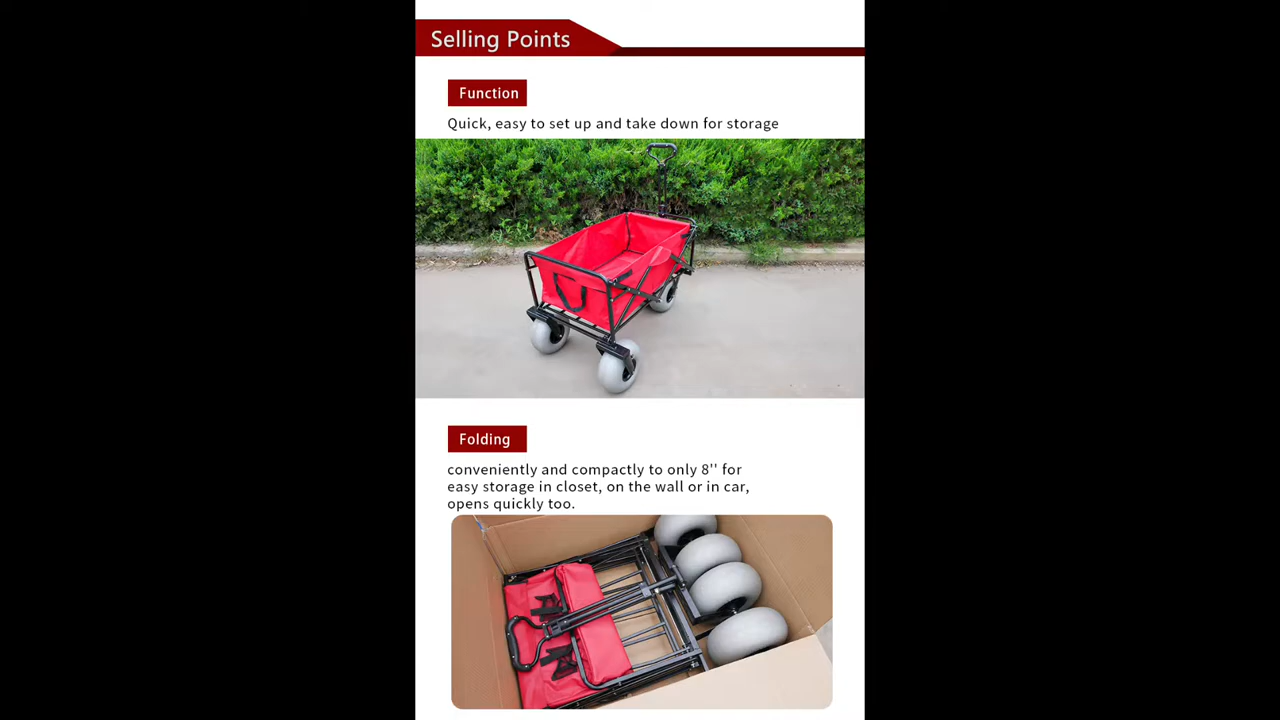 Selling Points
Function
Quick, easy to set up and take down for storage
Folding
conveniently and compactly to only 8'' for
easy storage in closet, on the wall or in car,
opens quickly too.